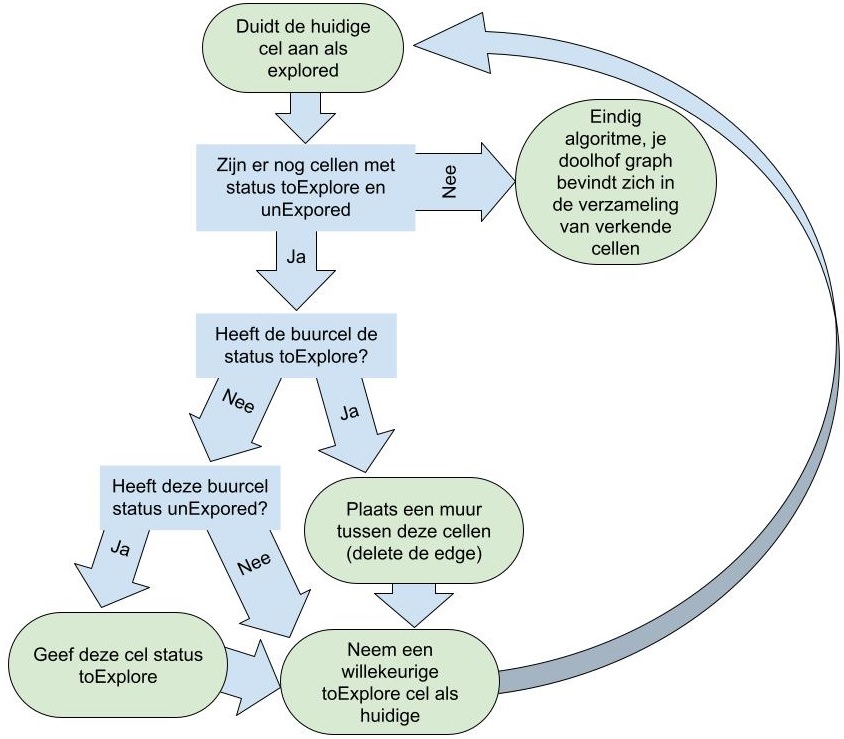 Duidt de huidige
cel aan als
explored
Zijn er nog cellen met
status toExplore en
unExpored
Nee
Eindig
algoritme, je
doolhof graph
bevindt zich in
de verzameling
van verkende
cellen
Ja
Heeft de buurcel de
status toExplore?
Nee
Ja
Heeft deze buurcel
status unExpored?
Plaats een muur
tussen deze cellen
(delete de edge)
Ja
Nee
Geef deze cel status
toExplore
Neem een
willekeurige
toExplore cel als
huidige